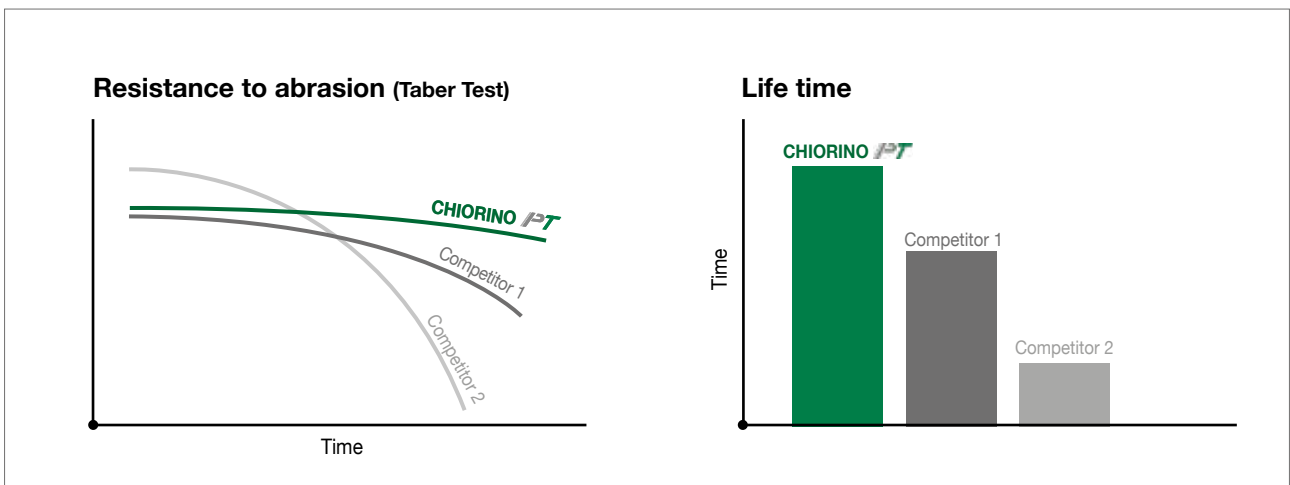 Resistance to abrasion (Taber Test)
CHIORINO PT
Competitor 1
Competitor 2
Time
Life time
CHIORINO PT
Competitor 1
Competitor 2
Time